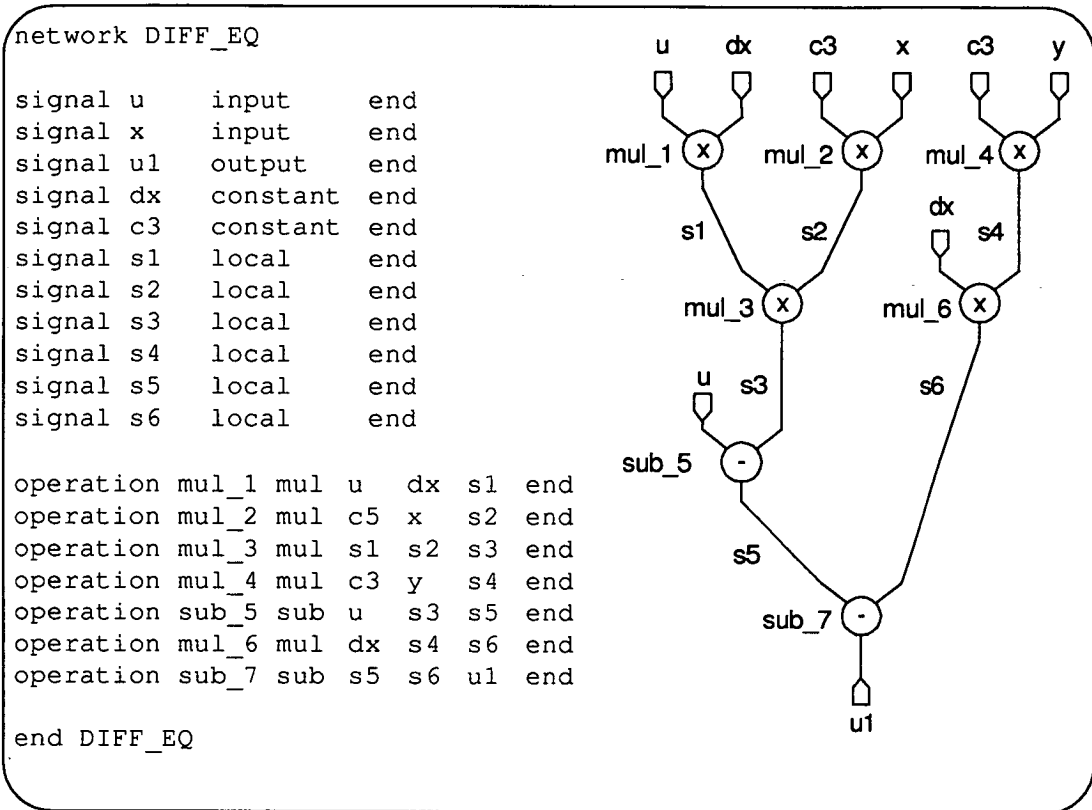 network DIFF_EQ
signal u input end
signal x input end
signal u1 output end
signal dx constant end
signal c3 constant end
signal s1 local end
signal s2 local end
signal s3 local end
signal s4 local end
signal s5 local end
signal s6 local end
operation mul_1 mul u dx s1 end
operation mul_2 mul c5 x s2 end
operation mul_3 mul s1 s2 s3 end
operation mul_4 mul c3 y s4 end
operation sub_5 sub u s3 s5 end
operation mul_6 mul dx s4 s6 end
operation sub_7 sub s5 s6 u1 end
end DIFF_EQ
u dx c3 x c3 y
mul_1 x mul_2 x mul_4 x
dx
s1 s2 s4
mul_3 x mul_6 x
u s3 s6
sub_5 -
s5
sub_7 -
u1